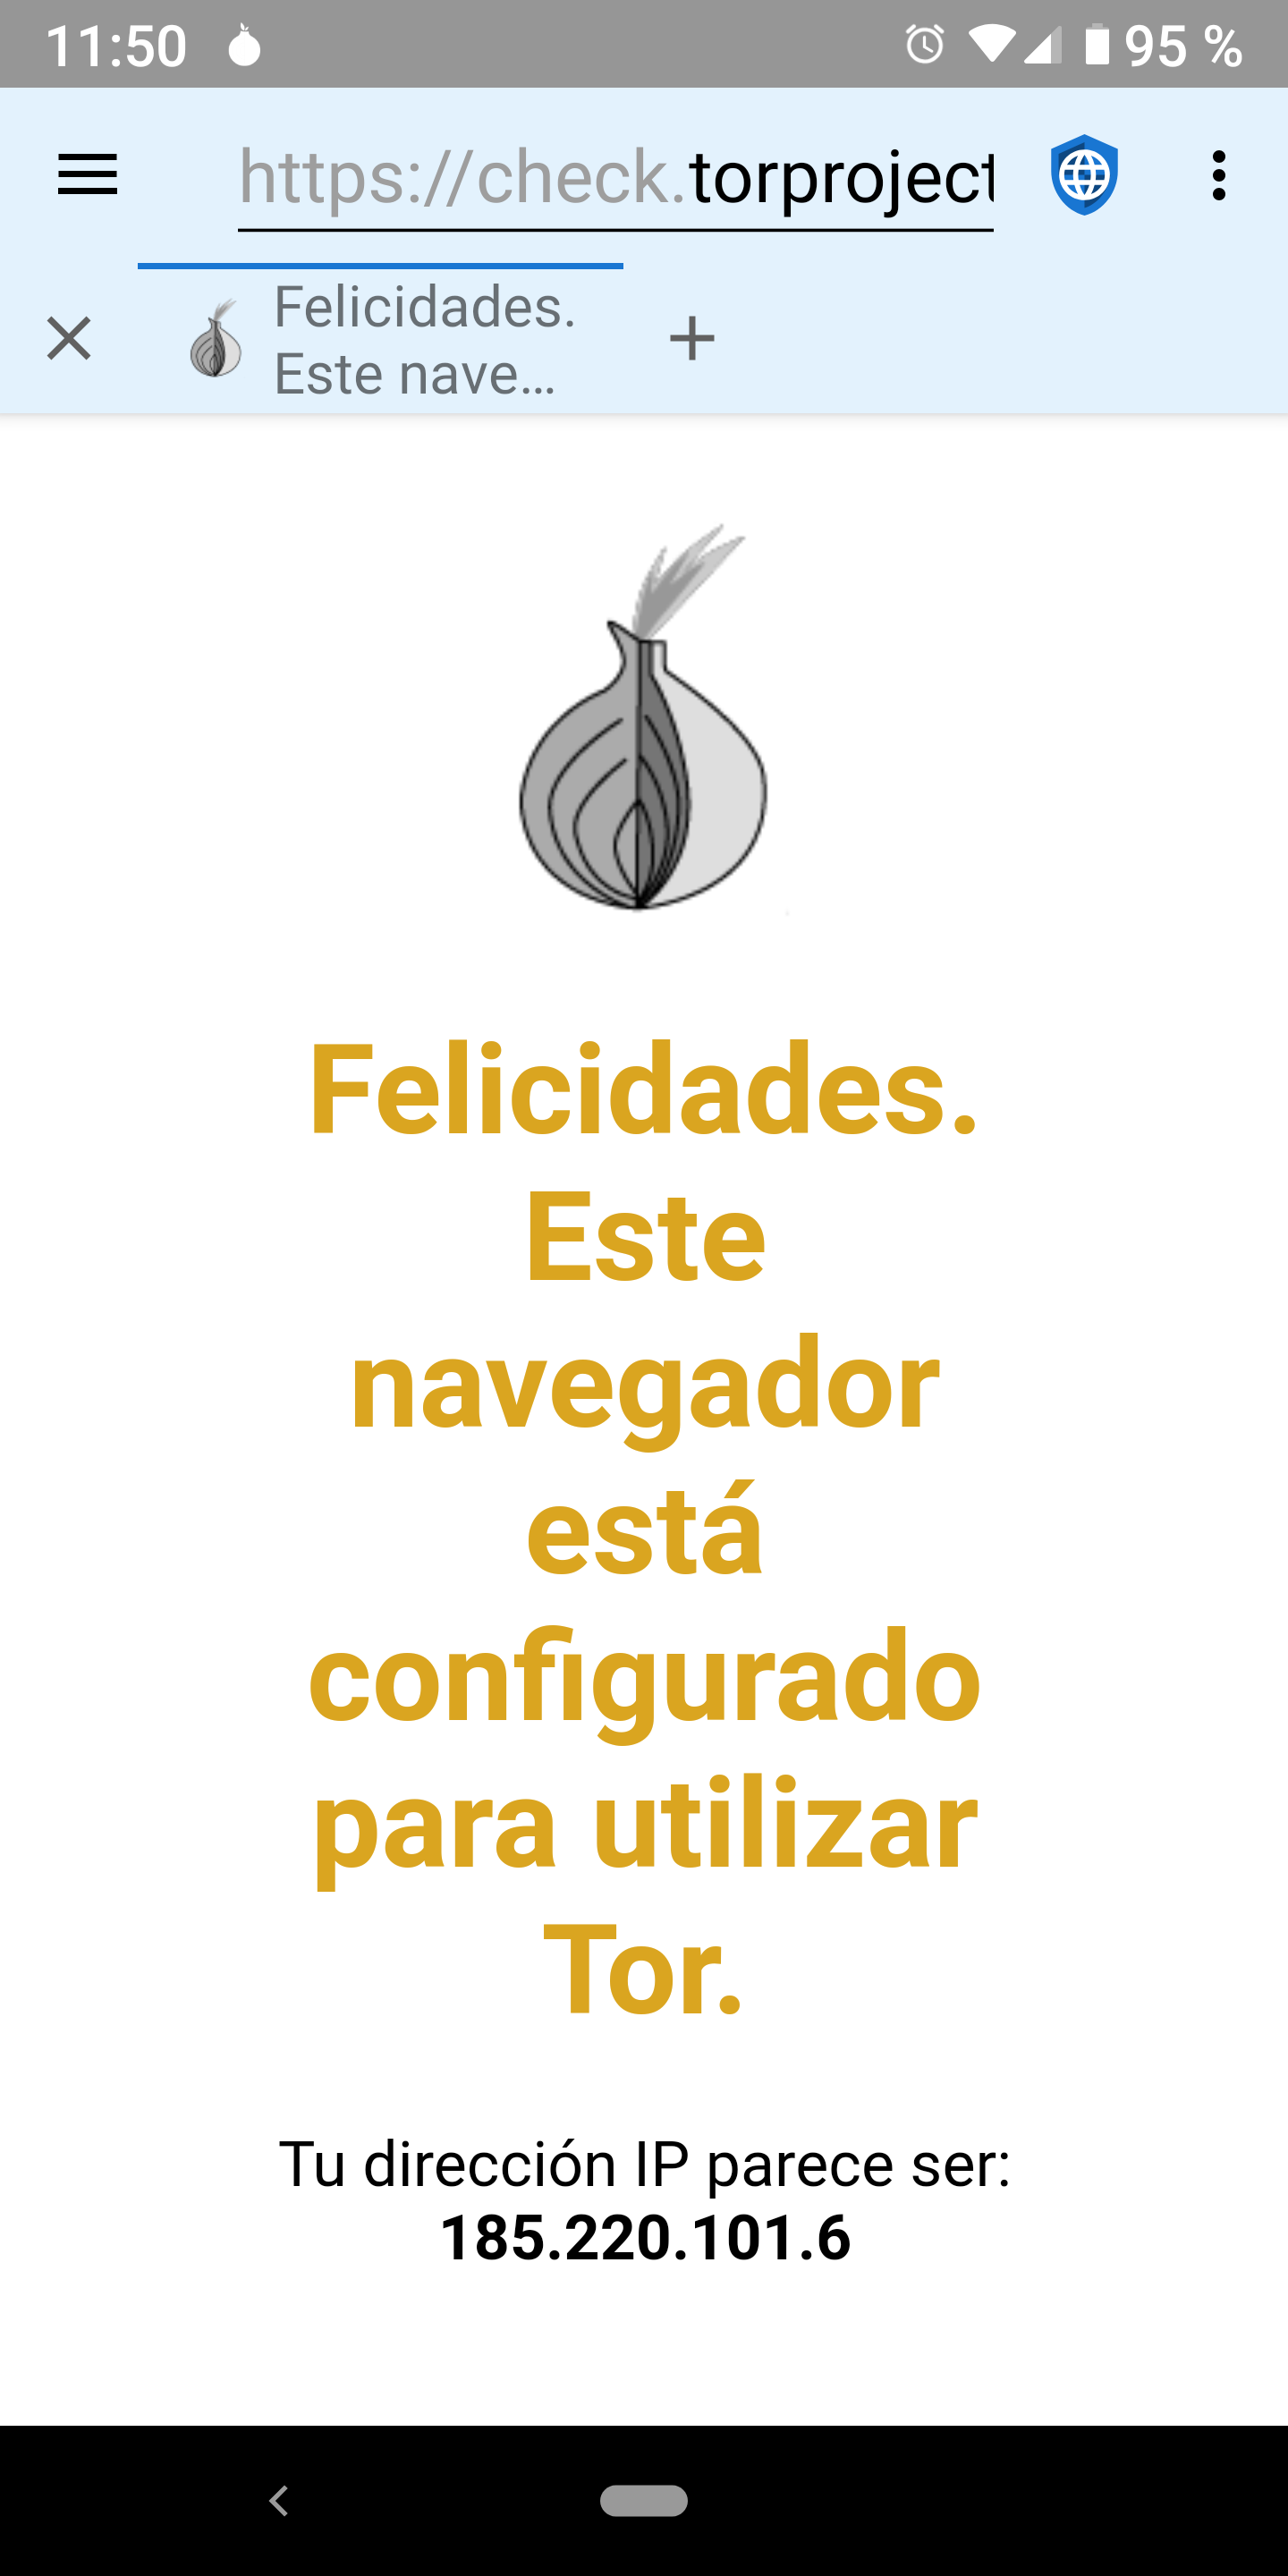 11:50
95 %
https://check.torproject
Felicidades.
Este nave...
Felicidades.
Este
navegador
está
configurado
para utilizar
Tor.
Tu dirección IP parece ser:
185.220.101.6